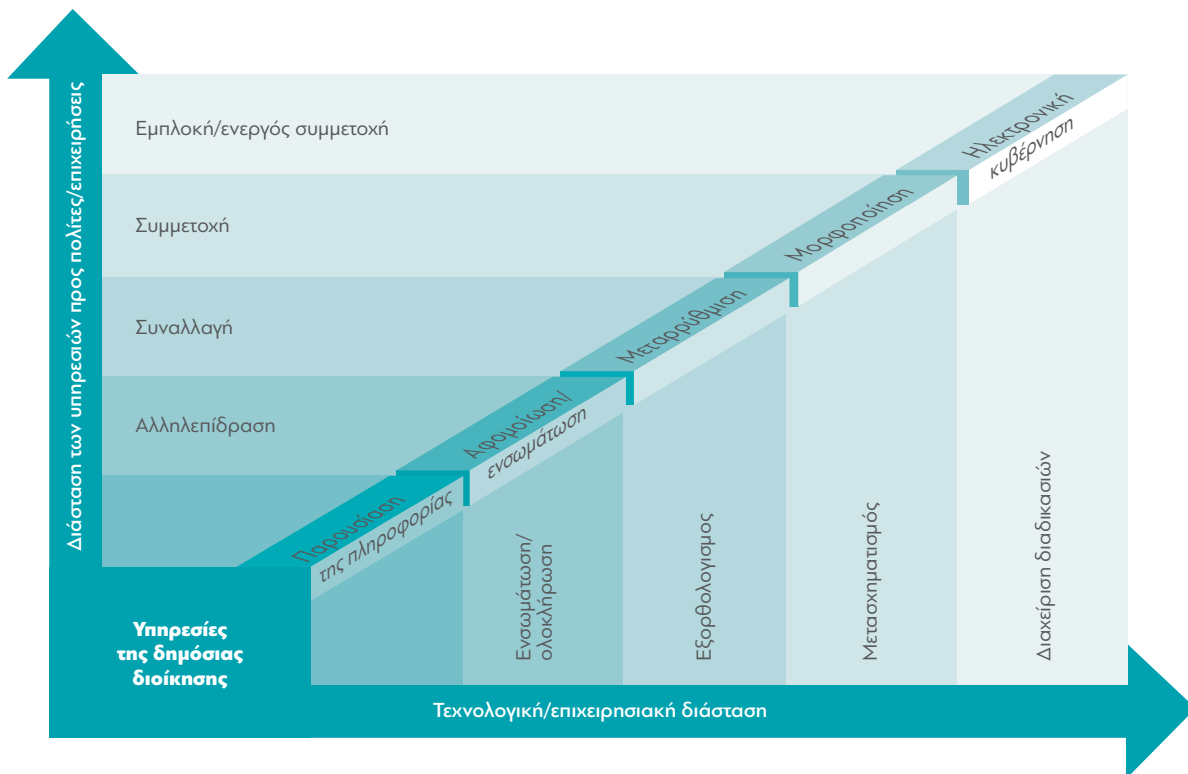 Διάσταση των υπηρεσιών προς πολίτες/επιχειρήσεις
Εμπλοκή/ενεργός συμμετοχή
Συμμετοχή
Συναλλαγή
Αλληλεπίδραση
Ηλεκτρονική
κυβέρνηση
Μορφοποίηση
Μεταρρύθμιση
Αφομοίωση/
ενσωμάτωση
Παρουσίαση
της πληροφορίας
Υπηρεσίες
της δημόσιας
διοίκησης
Ενσωμάτωση/
ολοκλήρωση
Εξορθολογισμος
Μετασχηματισμός
Διαχείριση διαδικασιών
Τεχνολογική/επιχειρησιακή διάσταση